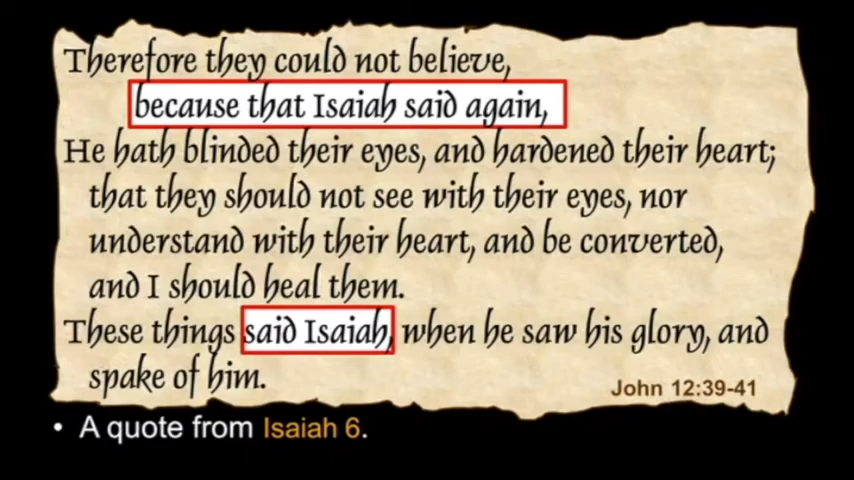 Therefore they could not believe,
because that Isaiah said again,
He hath blinded their eyes, and hardened their heart;
that they should not see with their eyes, nor
understand with their heart, and be converted,
and I should heal them.
These things said Isaiah, when he saw his glory, and
spake of him.
John 12:39-41
• A quote from Isaiah 6.